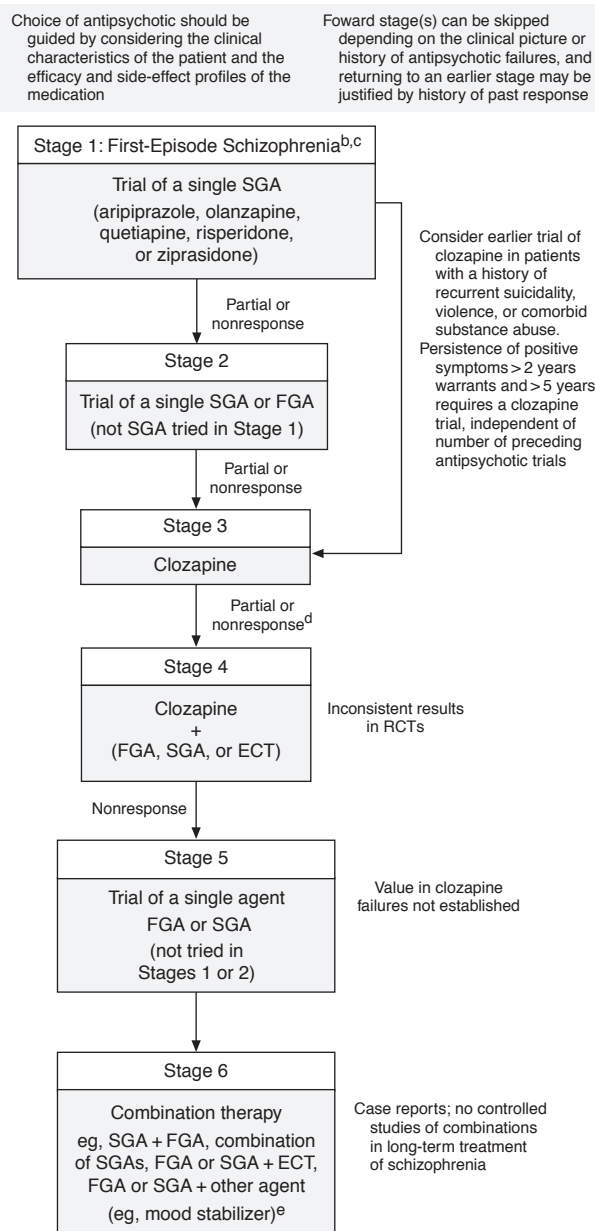 Choice of antipsychotic should be
guided by considering the clinical
characteristics of the patient and the
efficacy and side-effect profiles of the
medication
Foward stage(s) can be skipped
depending on the clinical picture or
history of antipsychotic failures, and
returning to an earlier stage may be
justified by history of past response
Stage 1: First-Episode Schizophrenia^b,c
Trial of a single SGA
(aripiprazole, olanzapine,
quetiapine, risperidone,
or ziprasidone)
Consider earlier trial of
clozapine in patients
with a history of
recurrent suicidality,
violence, or comorbid
substance abuse.
Persistence of positive
symptoms > 2 years
warrants and > 5 years
requires a clozapine
trial, independent of
number of preceding
antipsychotic trials
Partial or
nonresponse
Stage 2
Trial of a single SGA or FGA
(not SGA tried in Stage 1)
Partial or
nonresponse
Stage 3
Clozapine
Partial or
nonresponse^d
Stage 4
Clozapine
+
(FGA, SGA, or ECT)
Inconsistent results
in RCTs
Nonresponse
Stage 5
Trial of a single agent
FGA or SGA
(not tried in
Stages 1 or 2)
Value in clozapine
failures not established
Stage 6
Combination therapy
eg, SGA + FGA, combination
of SGAs, FGA or SGA + ECT,
FGA or SGA + other agent
(eg, mood stabilizer)^e
Case reports; no controlled
studies of combinations
in long-term treatment
of schizophrenia